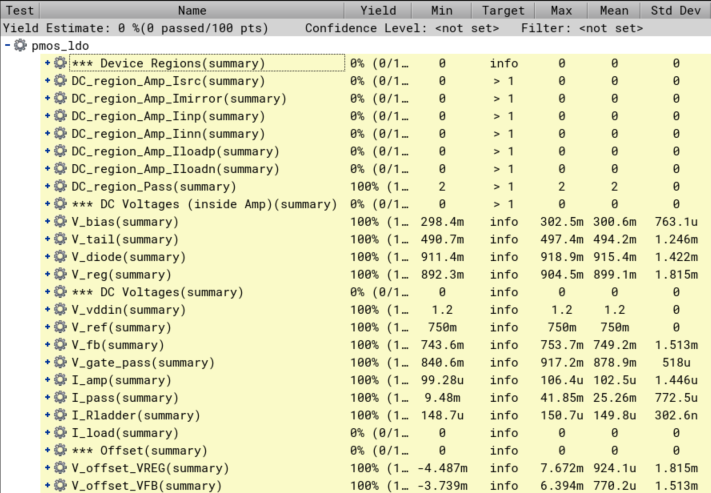 Test Name Yield Min Target Max Mean Std Dev
Yield Estimate: 0 %(0 passed/100 pts) Confidence Level: <not set> Filter: <not set>
- pmos_ldo
+ *** Device Regions(summary) 0% (0/1… 0 info 0 0 0
+ DC_region_Amp_Isrc(summary) 0% (0/1… 0 > 1 0 0 0
+ DC_region_Amp_Imirror(summary) 0% (0/1… 0 > 1 0 0 0
+ DC_region_Amp_Iinp(summary) 0% (0/1… 0 > 1 0 0 0
+ DC_region_Amp_Iinn(summary) 0% (0/1… 0 > 1 0 0 0
+ DC_region_Amp_Iloadp(summary) 0% (0/1… 0 > 1 0 0 0
+ DC_region_Amp_Iloadn(summary) 0% (0/1… 0 > 1 0 0 0
+ DC_region_Pass(summary) 100% (1… 2 > 1 2 2 0
+ *** DC Voltages (inside Amp)(summary) 0% (0/1… 0 > 1 0 0 0
+ V_bias(summary) 100% (1… 298.4m info 302.5m 300.6m 763.1u
+ V_tail(summary) 100% (1… 490.7m info 497.4m 494.2m 1.246m
+ V_diode(summary) 100% (1… 911.4m info 918.9m 915.4m 1.422m
+ V_reg(summary) 100% (1… 892.3m info 904.5m 899.1m 1.815m
+ *** DC Voltages(summary) 0% (0/1… 0 info 0 0 0
+ V_vddin(summary) 100% (1… 1.2 info 1.2 1.2 0
+ V_ref(summary) 100% (1… 750m info 750m 750m 0
+ V_fb(summary) 100% (1… 743.6m info 753.7m 749.2m 1.513m
+ V_gate_pass(summary) 100% (1… 840.6m info 917.2m 878.9m 518u
+ I_amp(summary) 100% (1… 99.28u info 106.4u 102.5u 1.446u
+ I_pass(summary) 100% (1… 9.48m info 41.85m 25.26m 772.5u
+ I_Rladder(summary) 100% (1… 148.7u info 150.7u 149.8u 302.6n
+ I_load(summary) 0% (0/1… 0 info 0 0 0
+ *** Offset(summary) 0% (0/1… 0 info 0 0 0
+ V_offset_VREG(summary) 100% (1… -4.487m info 7.672m 924.1u 1.815m
+ V_offset_VFB(summary) 100% (1… -3.739m info 6.394m 770.2u 1.513m